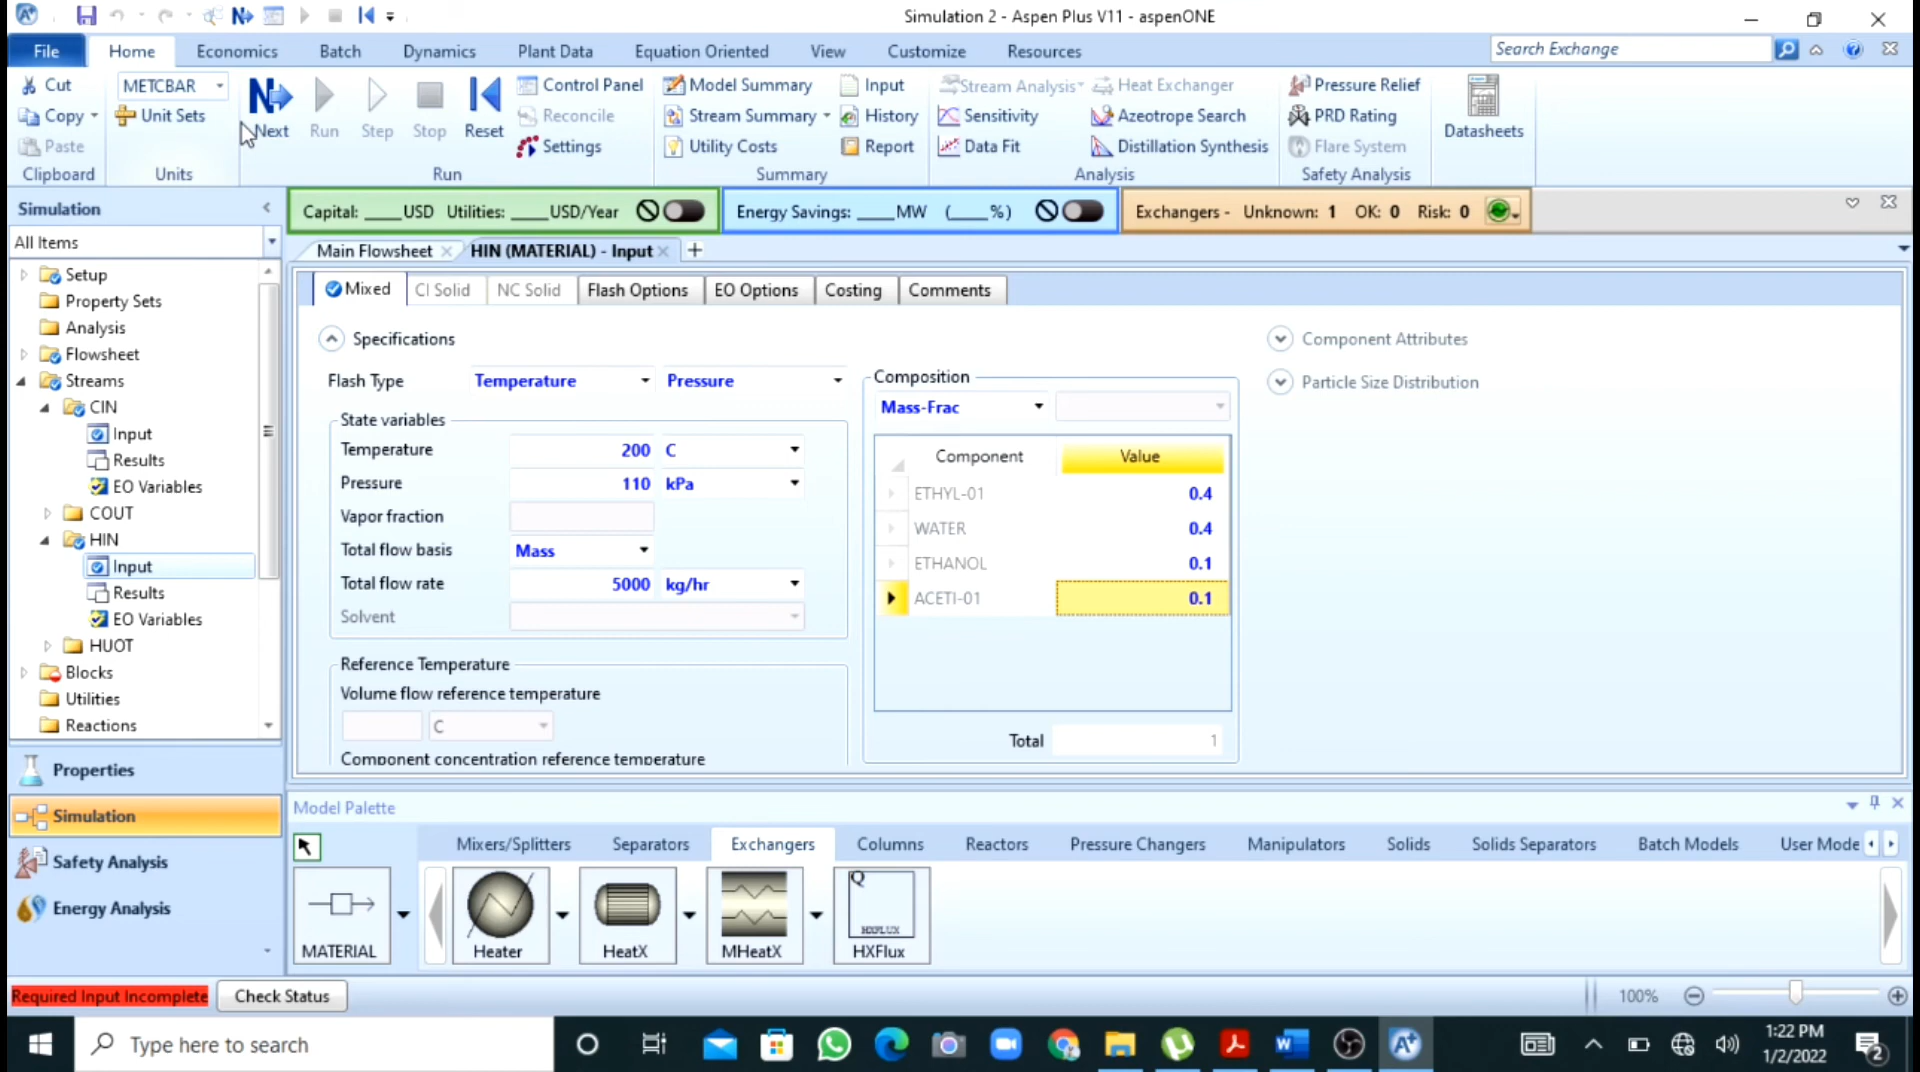 Simulation 2 - Aspen Plus V11 - aspenONE
File Home Economics Batch Dynamics Plant Data Equation Oriented View Customize Resources Search Exchange
Cut METCBAR Control Panel Model Summary Input Stream Analysis Heat Exchanger Pressure Relief
Copy Unit Sets Next Run Step Stop Reset Reconcile Stream Summary History Sensitivity Azeotrope Search PRD Rating Datasheets
Paste Settings Utility Costs Report Data Fit Distillation Synthesis Flare System
Clipboard Units Run Summary Analysis Safety Analysis
Simulation
Capital: ____USD Utilities: ____USD/Year Energy Savings: ____MW (____%) Exchangers - Unknown: 1 OK: 0 Risk: 0
All Items
Main Flowsheet HIN (MATERIAL) - Input +
Setup
Property Sets
Analysis
Flowsheet
Streams
CIN
Input
Results
EO Variables
COUT
HIN
Input
Results
EO Variables
HUOT
Blocks
Utilities
Reactions
Properties
Simulation
Safety Analysis
Energy Analysis
Mixed CI Solid NC Solid Flash Options EO Options Costing Comments
Specifications
Flash Type Temperature Pressure
State variables
Temperature 200 C
Pressure 110 kPa
Vapor fraction
Total flow basis Mass
Total flow rate 5000 kg/hr
Solvent
Reference Temperature
Volume flow reference temperature
C
Component concentration reference temperature
Composition
Mass-Frac
Component Value
ETHYL-01 0.4
WATER 0.4
ETHANOL 0.1
ACETI-01 0.1
Total 1
Component Attributes
Particle Size Distribution
Model Palette
Mixers/Splitters Separators Exchangers Columns Reactors Pressure Changers Manipulators Solids Solids Separators Batch Models User Mode
MATERIAL Heater HeatX MHeatX Q HXFLUX HXFlux
Required Input Incomplete Check Status 100%
Type here to search
1:22 PM
1/2/2022
2